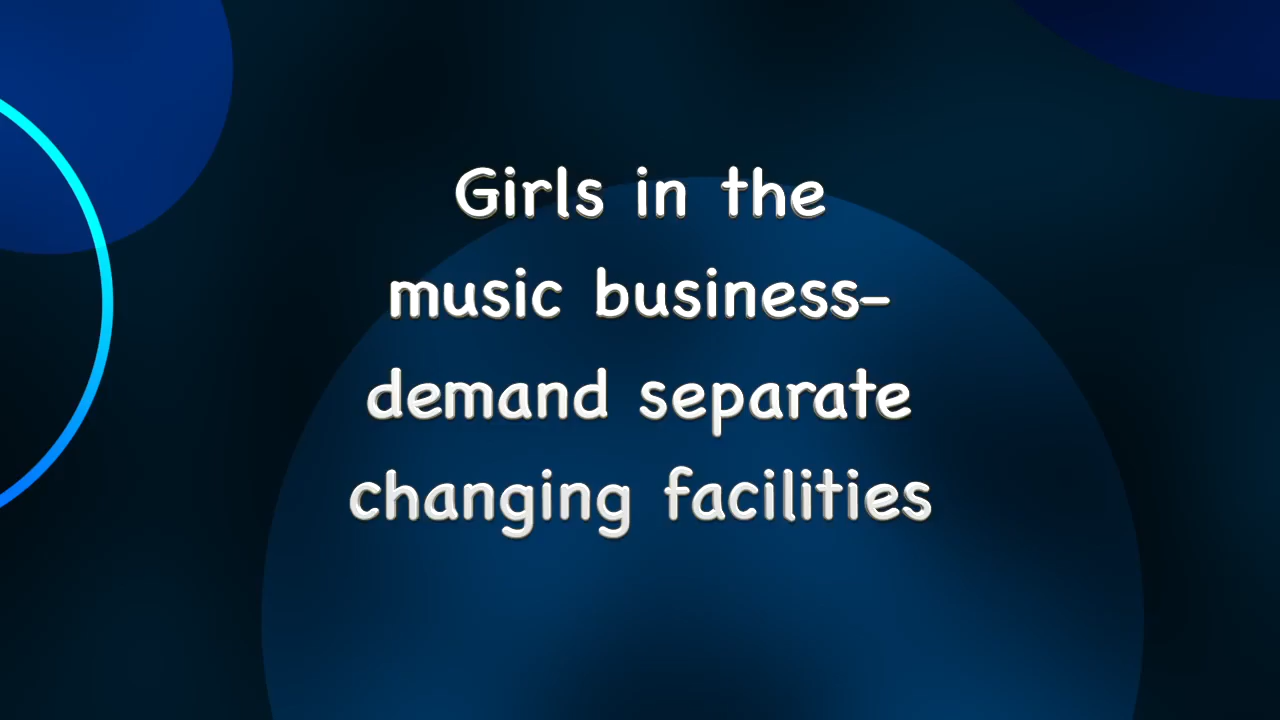 Girls in the
music business-
demand separate
changing facilities